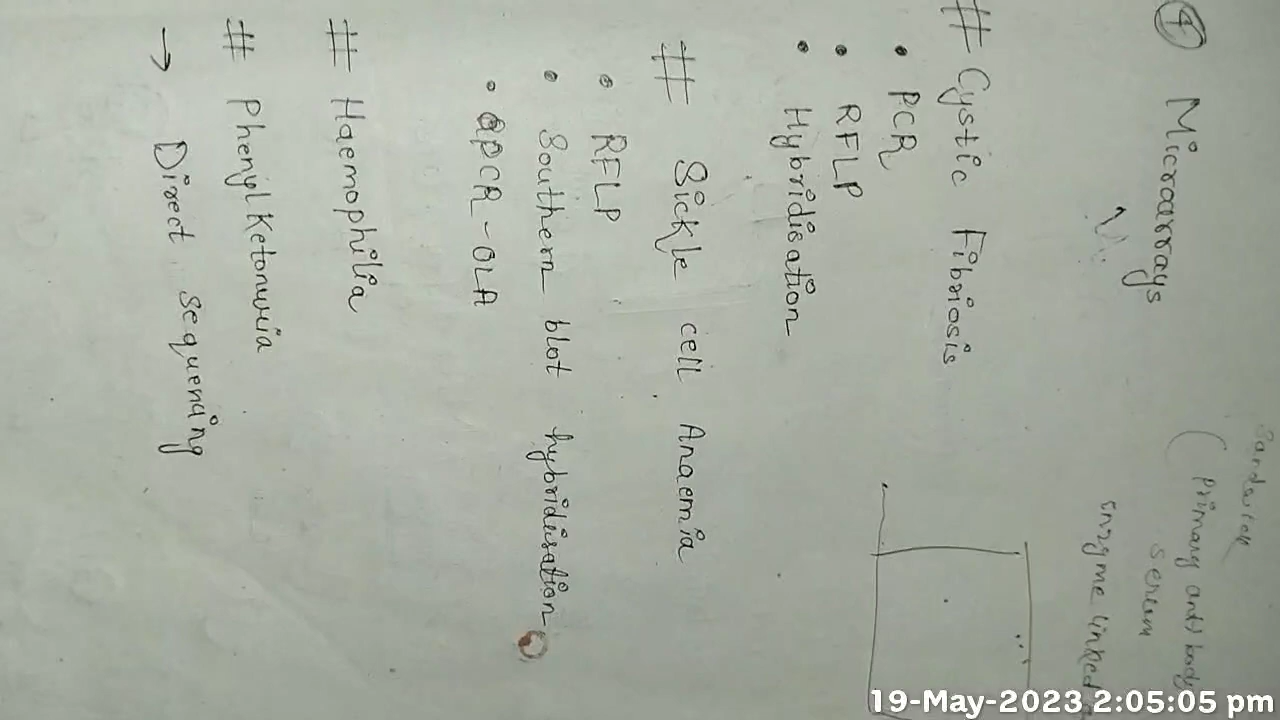 ④ Microarrays
# Cystic Fibriosis
• PCR
• RFLP
• Hybridisation
# Sickle cell Anaemia
• RFLP
• Southern blot hybridisation
• PCR-OLA
# Haemophilia
# Phenyl Ketonuria
→ Direct sequencing
Sandwich
(Primary antibody
serum
enzyme linked
19-May-2023 2:05:05 pm